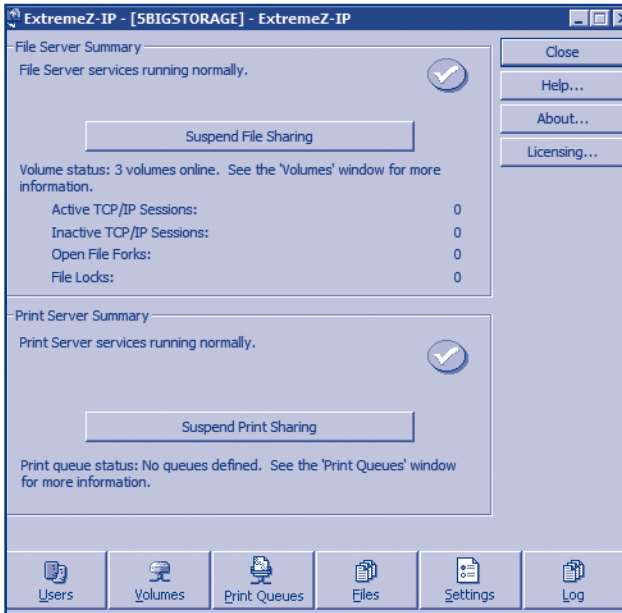 ExtremeZ-IP - [5BIGSTORAGE] - ExtremeZ-IP
File Server Summary
File Server services running normally.
Suspend File Sharing
Volume status: 3 volumes online. See the 'Volumes' window for more
information.
Active TCP/IP Sessions: 0
Inactive TCP/IP Sessions: 0
Open File Forks: 0
File Locks: 0
Print Server Summary
Print Server services running normally.
Suspend Print Sharing
Print queue status: No queues defined. See the 'Print Queues' window
for more information.
Close
Help...
About...
Licensing...
Users
Volumes
Print Queues
Files
Settings
Log